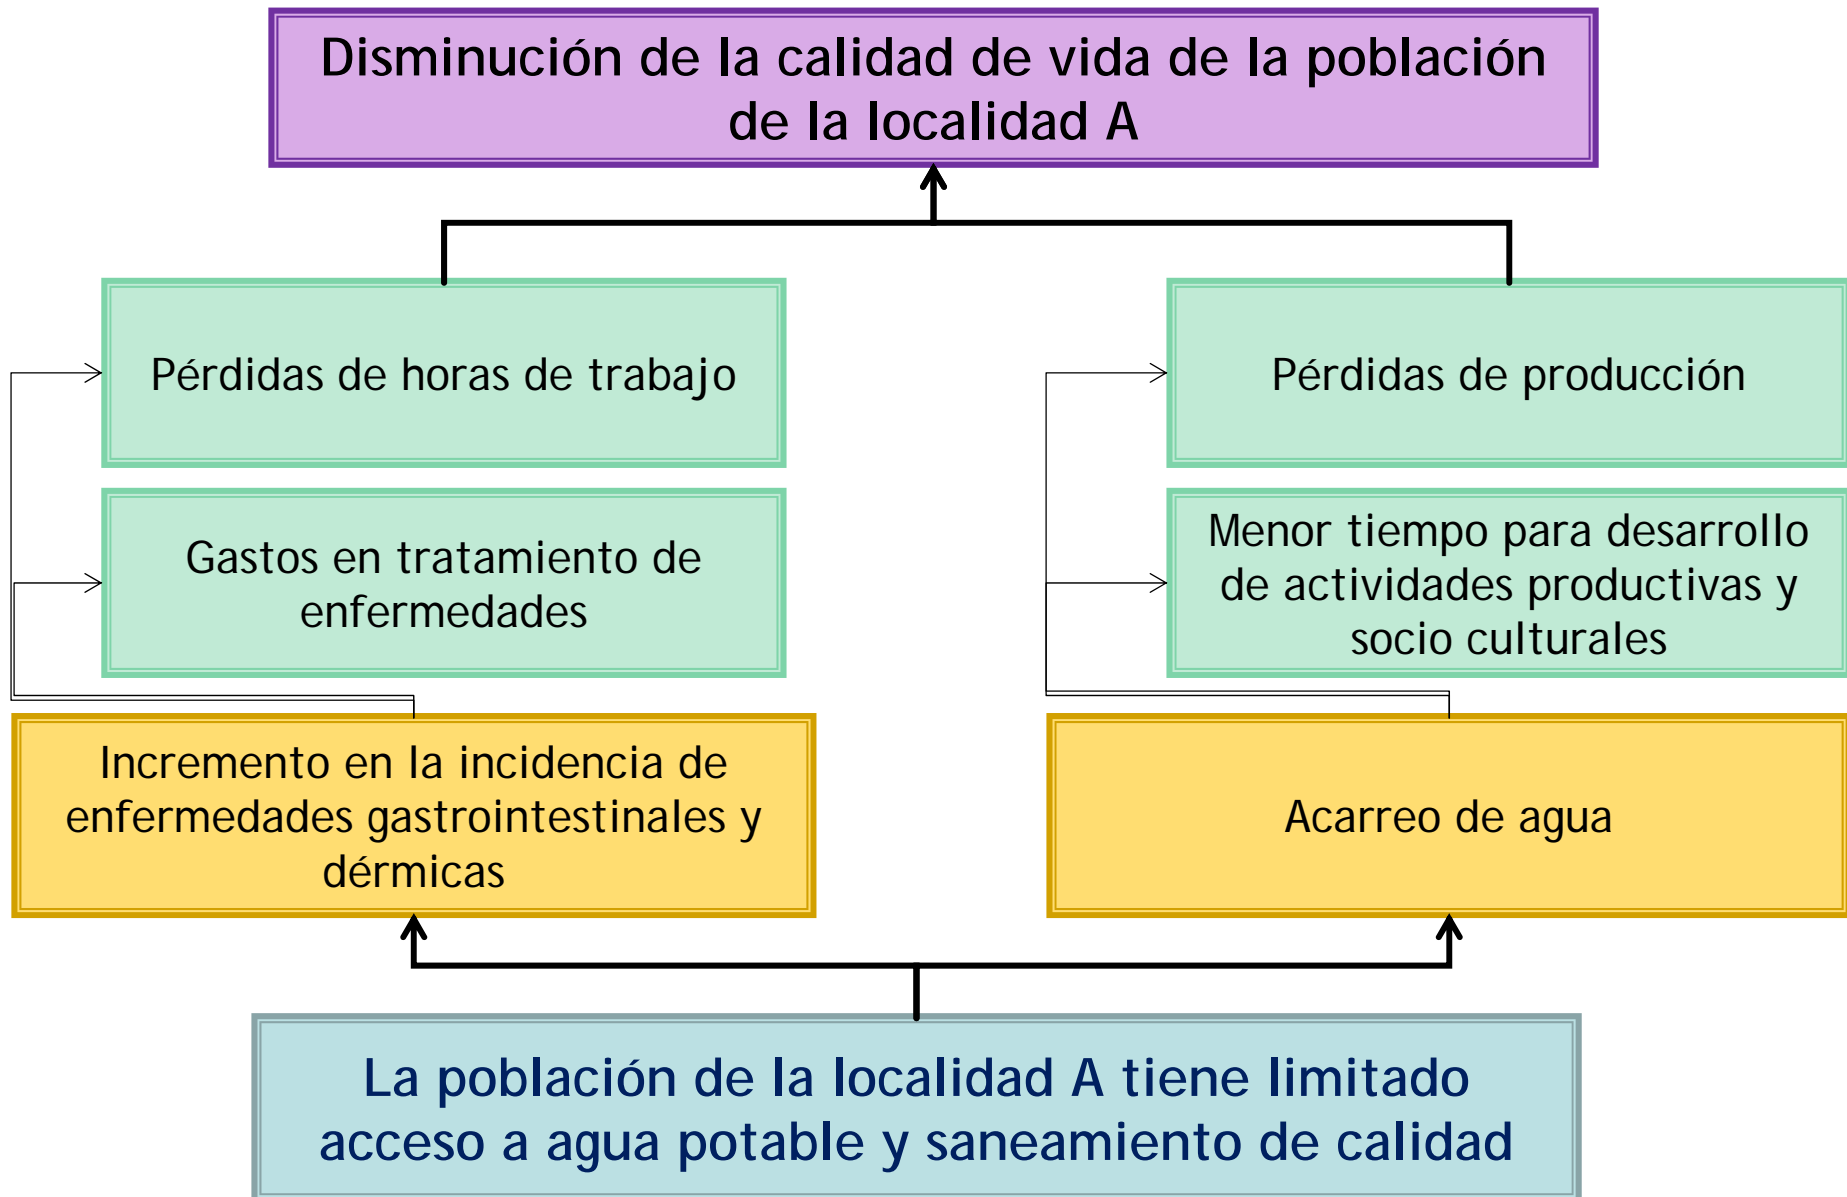 Disminución de la calidad de vida de la población
de la localidad A
Pérdidas de horas de trabajo
Pérdidas de producción
Gastos en tratamiento de
enfermedades
Menor tiempo para desarrollo
de actividades productivas y
socio culturales
Incremento en la incidencia de
enfermedades gastrointestinales y
dérmicas
Acarreo de agua
La población de la localidad A tiene limitado
acceso a agua potable y saneamiento de calidad